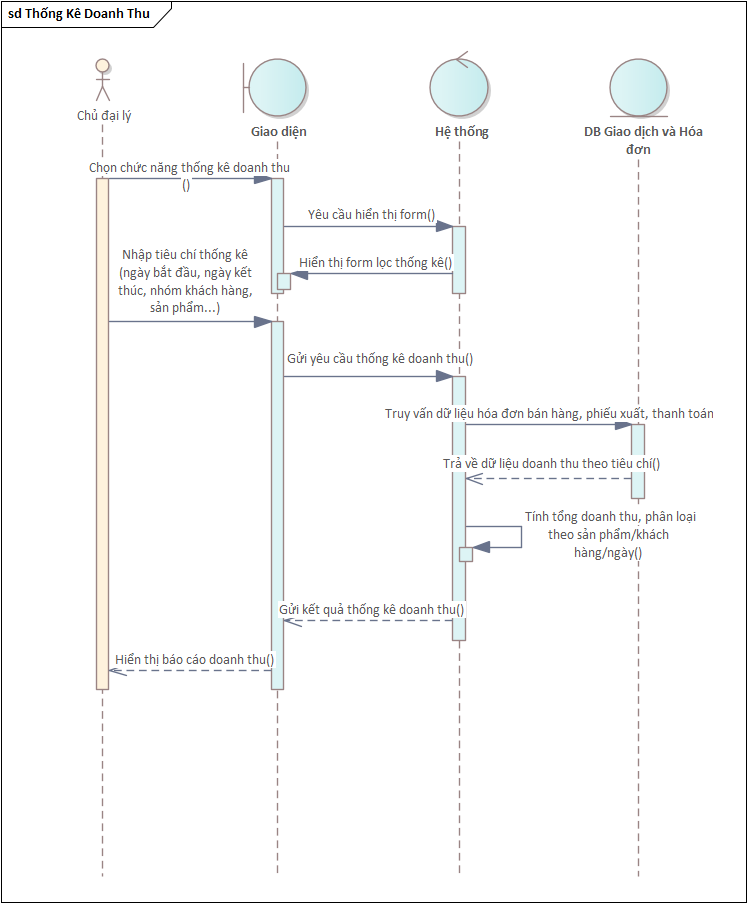 sd Thống Kê Doanh Thu
Chủ đại lý
Giao diện
Hệ thống
DB Giao dịch và Hóa
đơn
Chọn chức năng thống kê doanh thu
()
Yêu cầu hiển thị form()
Hiển thị form lọc thống kê()
Nhập tiêu chí thống kê
(ngày bắt đầu, ngày kết
thúc, nhóm khách hàng,
sản phẩm...)
Gửi yêu cầu thống kê doanh thu()
Truy vấn dữ liệu hóa đơn bán hàng, phiếu xuất, thanh toán
Trả về dữ liệu doanh thu theo tiêu chí()
Tính tổng doanh thu, phân loại
theo sản phẩm/khách
hàng/ngày()
Gửi kết quả thống kê doanh thu()
Hiển thị báo cáo doanh thu()